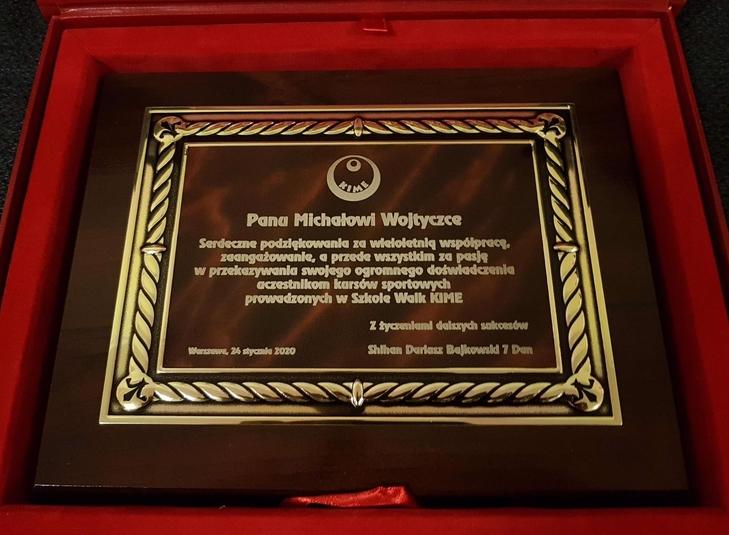 KIME
Panu Michałowi Wojtyczce
Serdeczne podziękowania za wieloletnią współpracę,
zaangażowanie, a przede wszystkim za pasję
w przekazywania swojego ogromnego doświadczenia
uczestnikom kursów sportowych
prowadzonych w Szkole Walk KIME
Z życzeniami dalszych sukcesów
Warszawa, 24 stycznia 2020
Shihan Dariusz Bajkowski 7 Dan